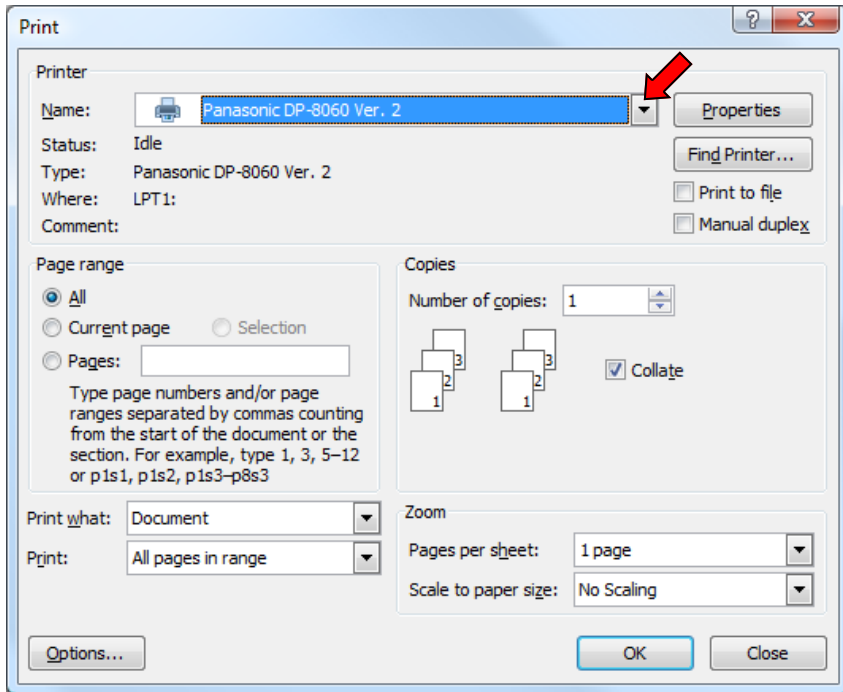 Print
Printer
Name: Panasonic DP-8060 Ver. 2
Properties
Status: Idle
Find Printer...
Type: Panasonic DP-8060 Ver. 2
Where: LPT1:
Print to file
Comment:
Manual duplex
Page range
All
Current page Selection
Pages:
Type page numbers and/or page
ranges separated by commas counting
from the start of the document or the
section. For example, type 1, 3, 5–12
or p1s1, p1s2, p1s3–p8s3
Copies
Number of copies: 1
3 3
2 2
1 1
Collate
Print what: Document
Print: All pages in range
Zoom
Pages per sheet: 1 page
Scale to paper size: No Scaling
Options... OK Close